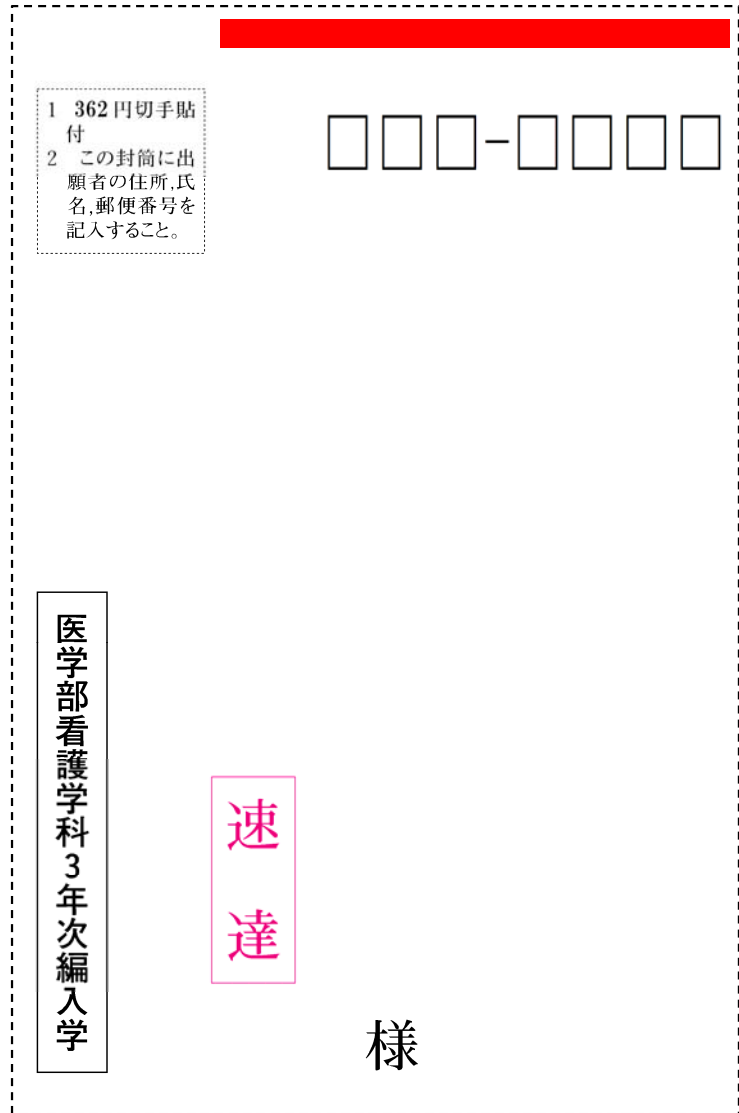 1 362円切手貼
付
2 この封筒に出
願者の住所,氏
名,郵便番号を
記入すること。
□□□-□□□□
医学部看護学科3年次編入学
速達
様